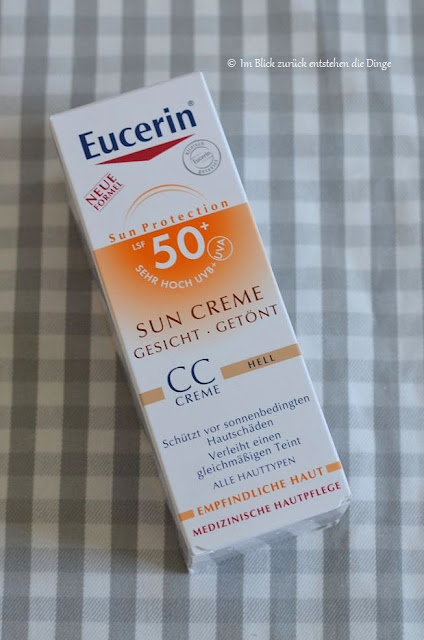 © Im Blick zurück entstehen die Dinge
Eucerin®
Eucerin
NEUE
FORMEL
Sun Protection
LSF 50+
SEHR HOCH UVB+UVA
SUN CREME
GESICHT · GETÖNT
CC
CREME
HELL
Schützt vor sonnenbedingten
Hautschäden
Verleiht einen
gleichmäßigen Teint
ALLE HAUTTYPEN
EMPFINDLICHE HAUT
MEDIZINISCHE HAUTPFLEGE